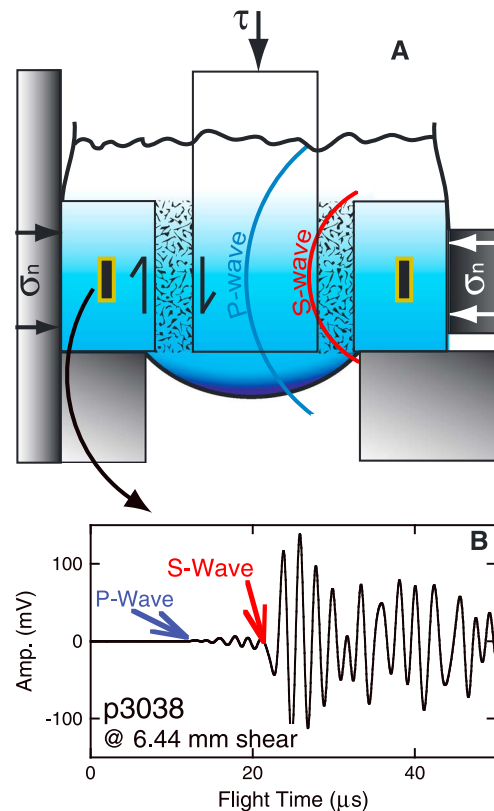 τ
A
σn
σn
P-wave
S-wave
B
100
0
-100
Amp. (mV)
S-Wave
P-Wave
p3038
@ 6.44 mm shear
0
20
40
Flight Time (μs)